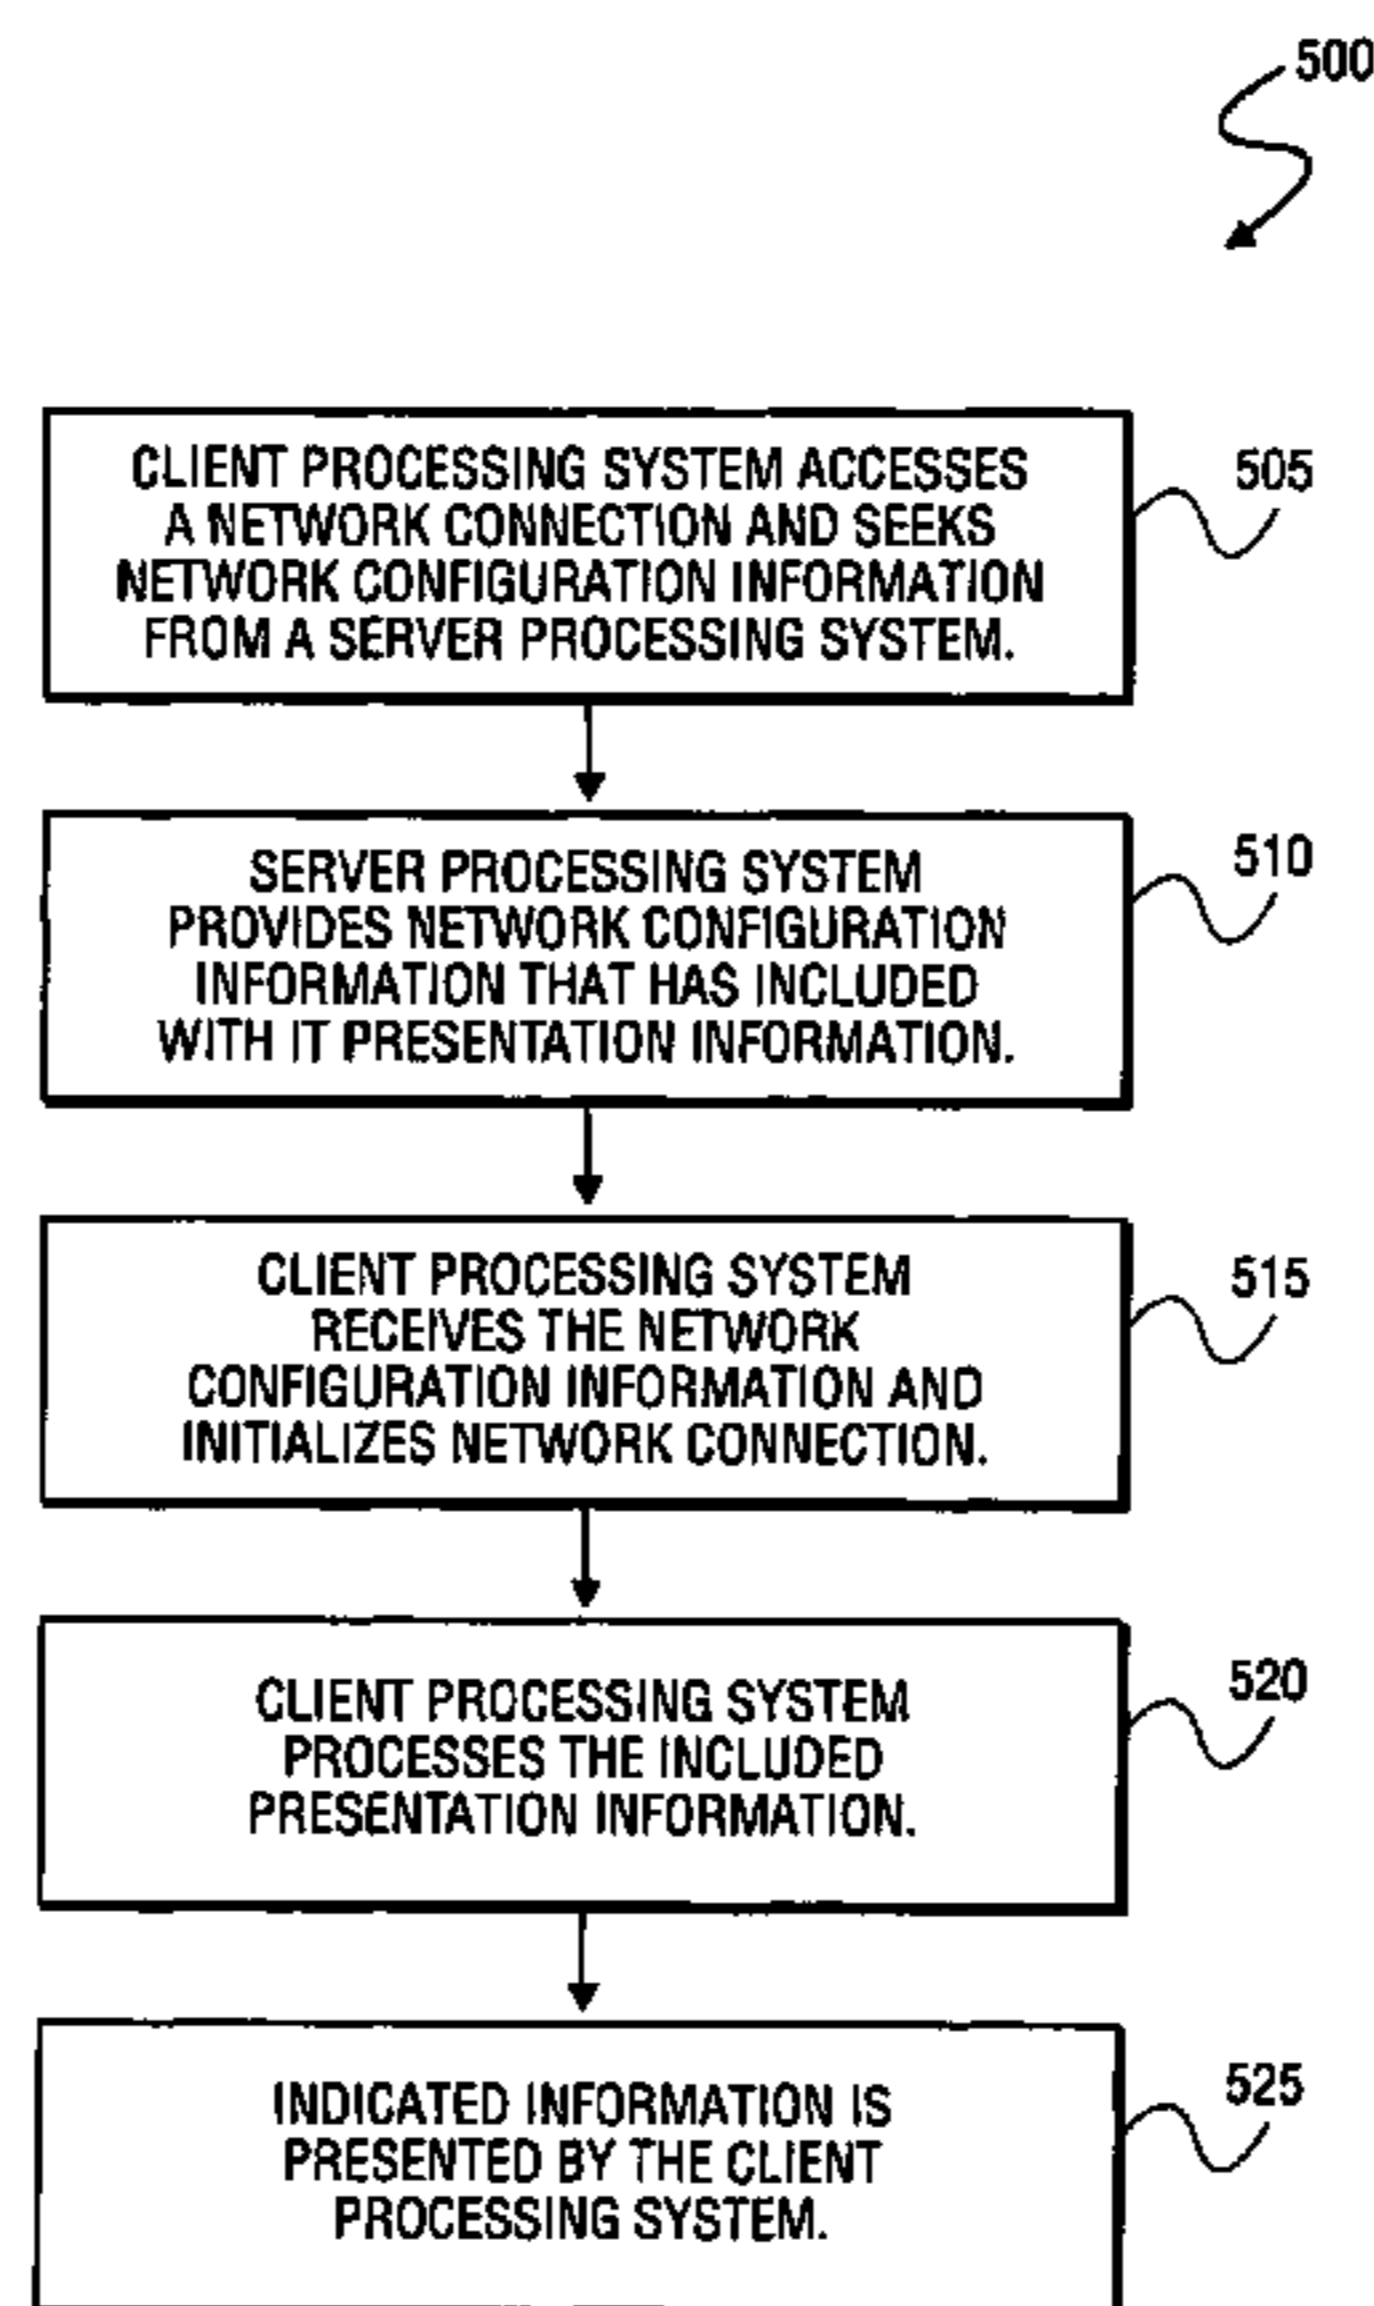 500
CLIENT PROCESSING SYSTEM ACCESSES
A NETWORK CONNECTION AND SEEKS
NETWORK CONFIGURATION INFORMATION
FROM A SERVER PROCESSING SYSTEM.
505
SERVER PROCESSING SYSTEM
PROVIDES NETWORK CONFIGURATION
INFORMATION THAT HAS INCLUDED
WITH IT PRESENTATION INFORMATION.
510
CLIENT PROCESSING SYSTEM
RECEIVES THE NETWORK
CONFIGURATION INFORMATION AND
INITIALIZES NETWORK CONNECTION.
515
CLIENT PROCESSING SYSTEM
PROCESSES THE INCLUDED
PRESENTATION INFORMATION.
520
INDICATED INFORMATION IS
PRESENTED BY THE CLIENT
PROCESSING SYSTEM.
525